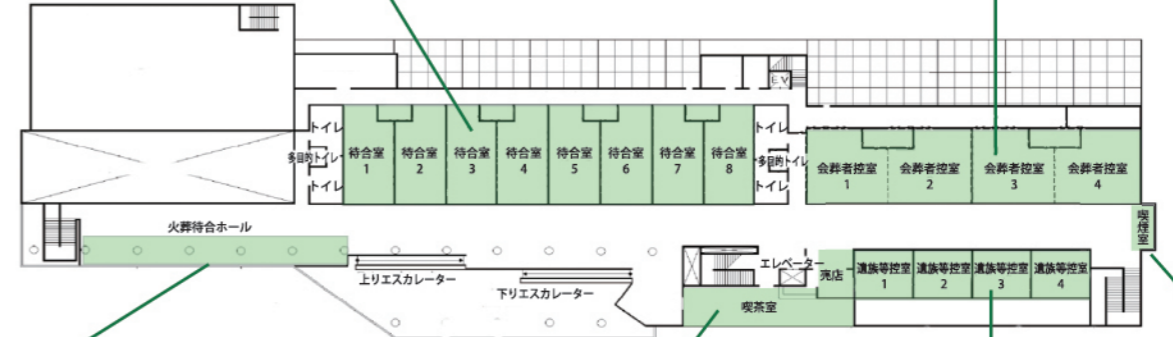 EV
トイレ
多目的トイレ
トイレ
待合室
1
待合室
2
待合室
3
待合室
4
待合室
5
待合室
6
待合室
7
待合室
8
トイレ
多目的トイレ
トイレ
会葬者控室
1
会葬者控室
2
会葬者控室
3
会葬者控室
4
喫煙室
火葬待合ホール
上りエスカレーター
下りエスカレーター
エレベーター
売店
遺族等控室
1
遺族等控室
2
遺族等控室
3
遺族等控室
4
喫茶室